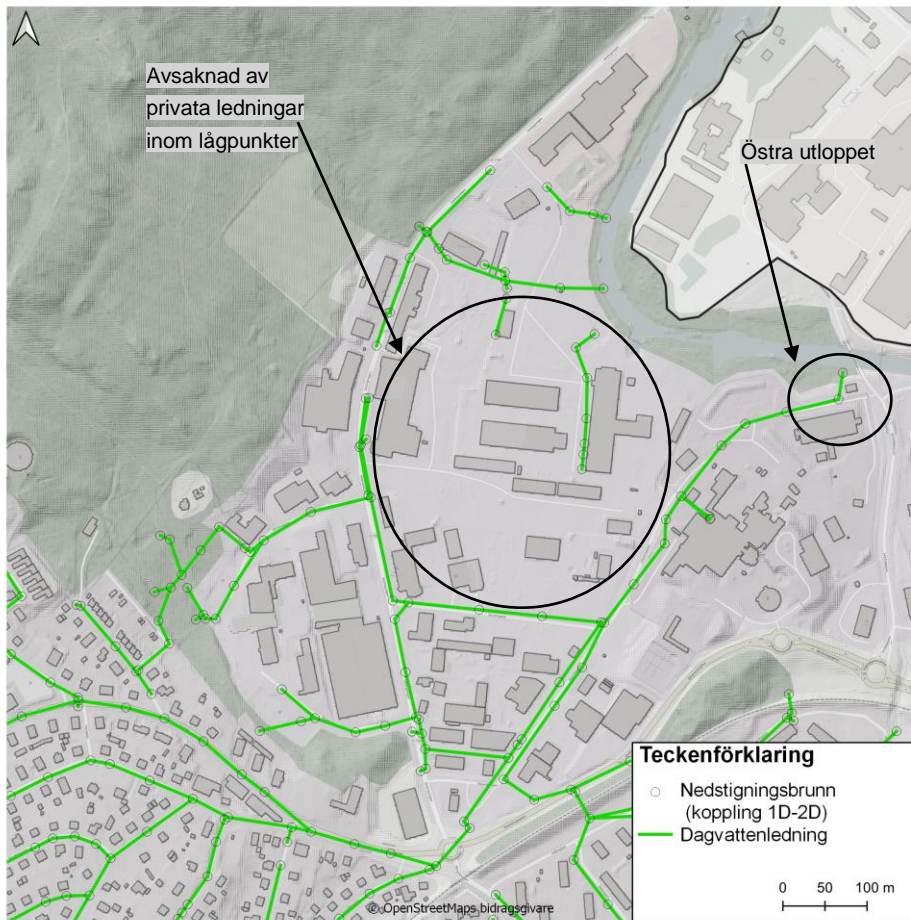 Avsaknad av
privata ledningar
inom lågpunkter
Östra utloppet
Teckenförklaring
Nedstigningsbrunn
(koppling 1D-2D)
Dagvattenledning
0 50 100 m
© OpenStreetMaps bidragsgivare